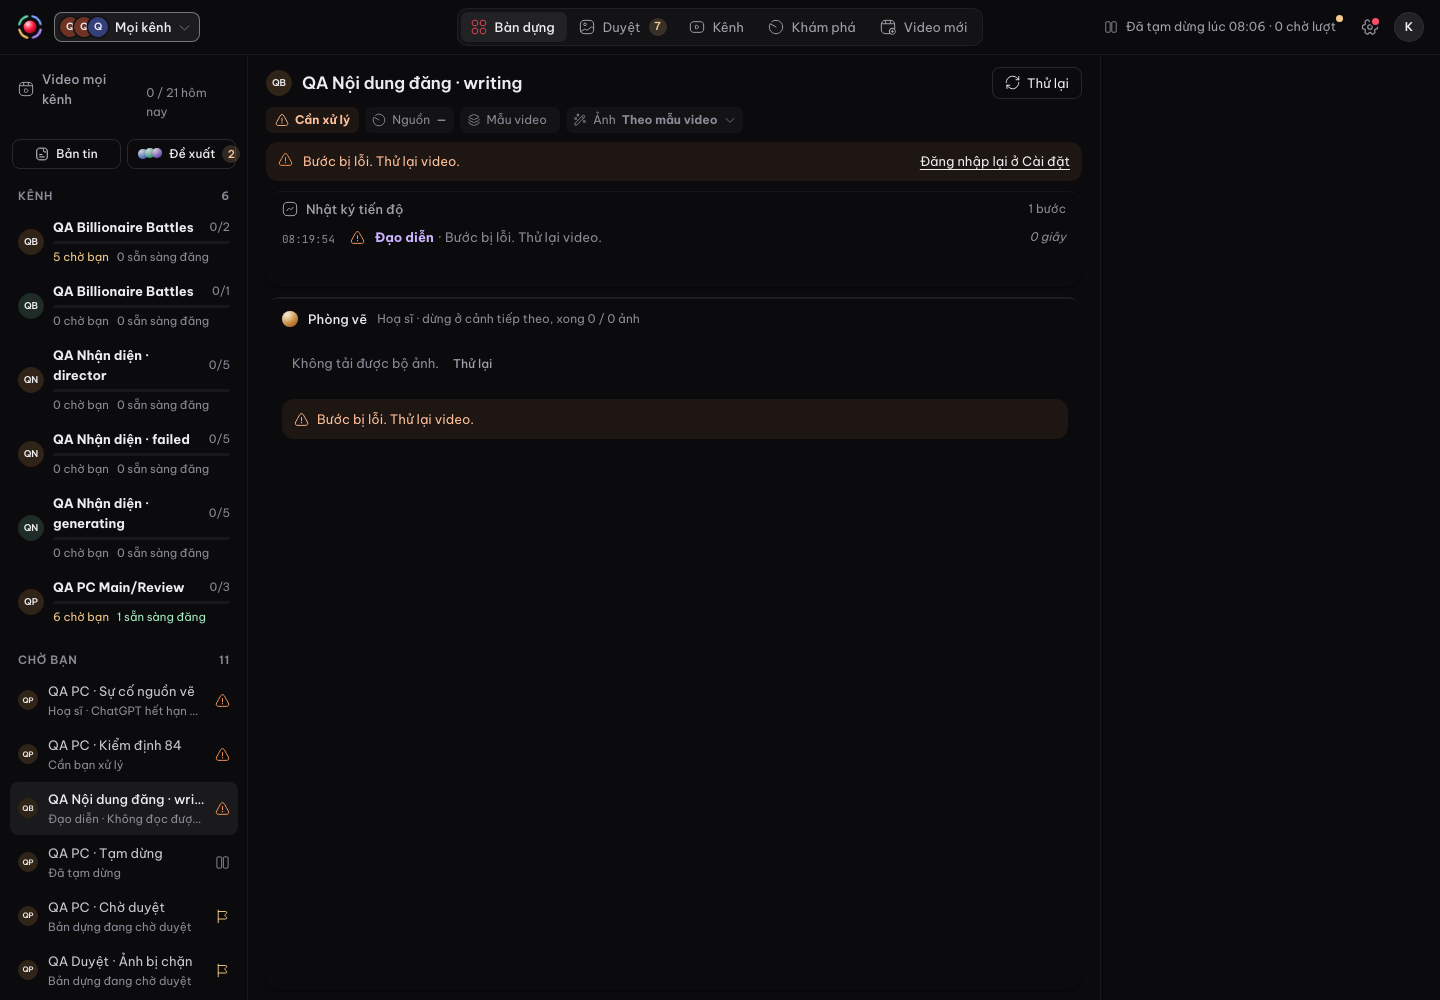 Q Q Q Mọi kênh
Bàn dựng
Duyệt 7
Kênh
Khám phá
Video mới
Đã tạm dừng lúc 08:06 · 0 chờ lượt
K
Video mọi kênh
0 / 21 hôm nay
Bản tin
Đề xuất 2
KÊNH 6
QB QA Billionaire Battles 0/2
5 chờ bạn 0 sẵn sàng đăng
QB QA Billionaire Battles 0/1
0 chờ bạn 0 sẵn sàng đăng
QN QA Nhận diện · director 0/5
0 chờ bạn 0 sẵn sàng đăng
QN QA Nhận diện · failed 0/5
0 chờ bạn 0 sẵn sàng đăng
QN QA Nhận diện · generating 0/5
0 chờ bạn 0 sẵn sàng đăng
QP QA PC Main/Review 0/3
6 chờ bạn 1 sẵn sàng đăng
CHỜ BẠN 11
QP QA PC · Sự cố nguồn vẽ
Hoạ sĩ · ChatGPT hết hạn ...
QP QA PC · Kiểm định 84
Cần bạn xử lý
QB QA Nội dung đăng · wri...
Đạo diễn · Không đọc đượ...
QP QA PC · Tạm dừng
Đã tạm dừng
QP QA PC · Chờ duyệt
Bản dựng đang chờ duyệt
QP QA Duyệt · Ảnh bị chặn
Bản dựng đang chờ duyệt
QB QA Nội dung đăng · writing
Thử lại
Cần xử lý
Nguồn –
Mẫu video
Ảnh Theo mẫu video
Bước bị lỗi. Thử lại video.
Đăng nhập lại ở Cài đặt
Nhật ký tiến độ 1 bước
08:19:54 Đạo diễn · Bước bị lỗi. Thử lại video. 0 giây
Phòng vẽ Hoạ sĩ · dừng ở cảnh tiếp theo, xong 0 / 0 ảnh
Không tải được bộ ảnh. Thử lại
Bước bị lỗi. Thử lại video.